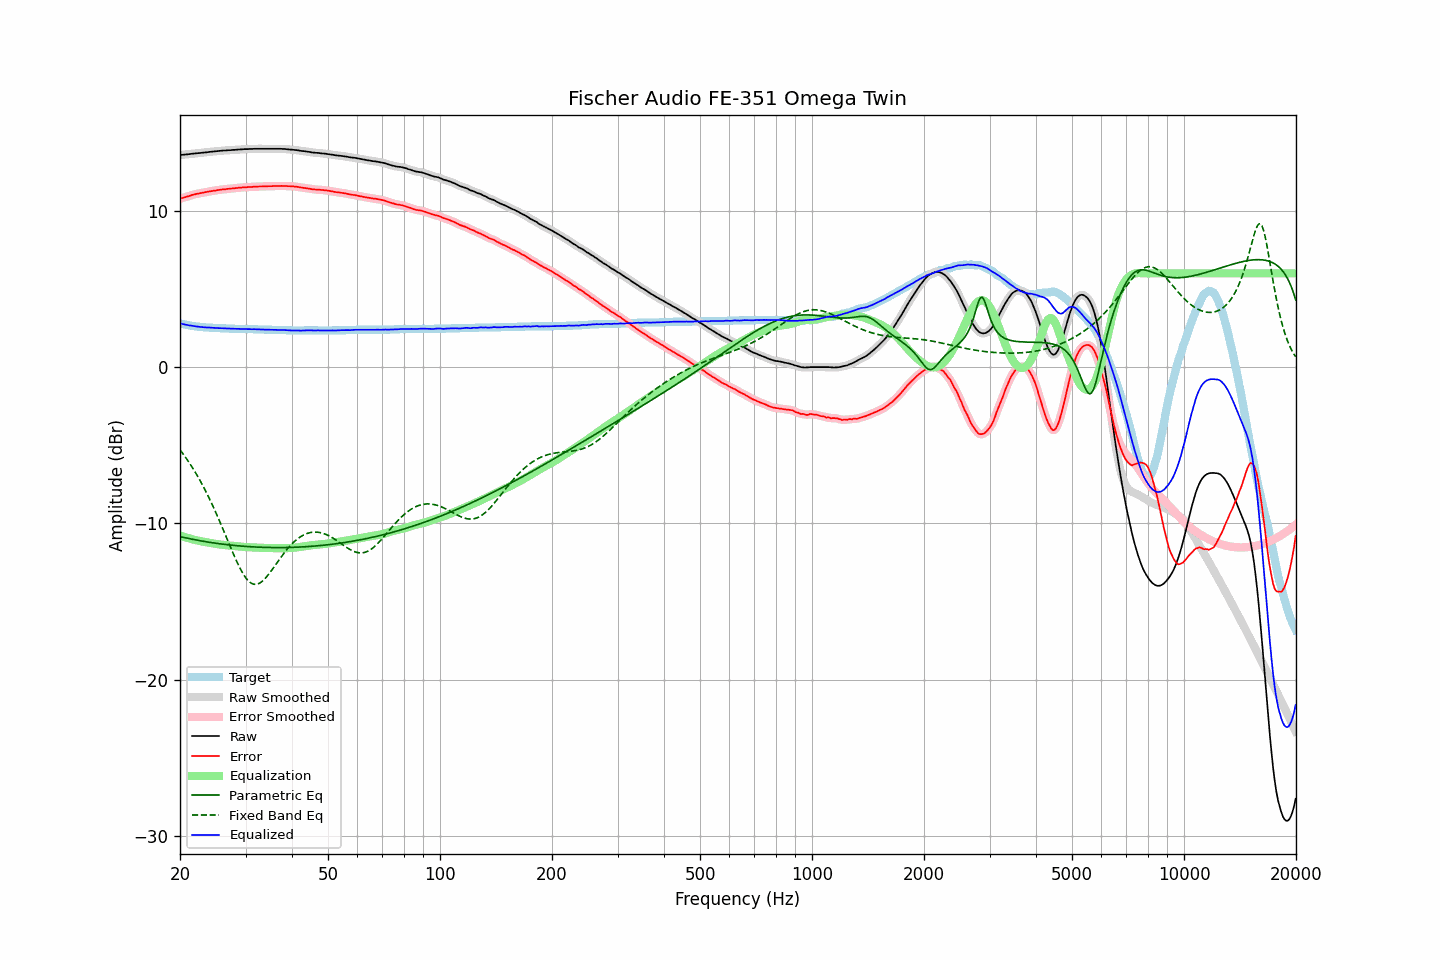 Fischer Audio FE-351 Omega Twin
Amplitude (dBr)
10
0
−10
−20
−30
Target
Raw Smoothed
Error Smoothed
Raw
Error
Equalization
Parametric Eq
Fixed Band Eq
Equalized
20 50 100 200 500 1000 2000 5000 10000 20000
Frequency (Hz)